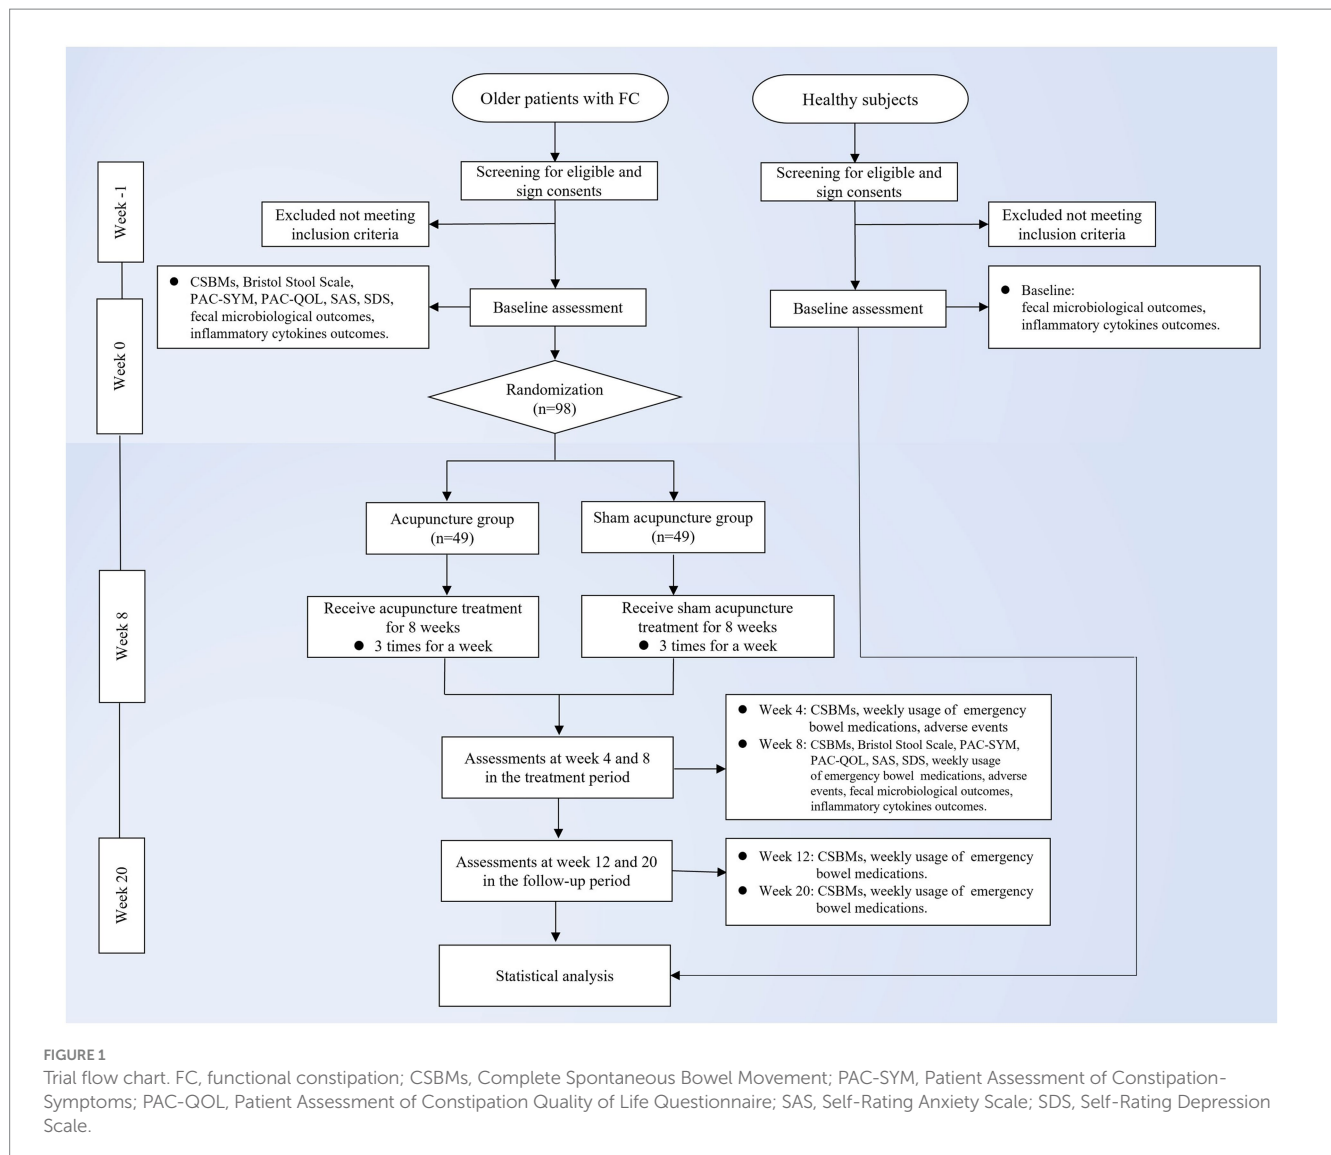 Older patients with FC
Healthy subjects
Screening for eligible and
sign consents
Screening for eligible and
sign consents
Week -1
Excluded not meeting
inclusion criteria
Excluded not meeting
inclusion criteria
● CSBMs, Bristol Stool Scale,
PAC-SYM, PAC-QOL, SAS, SDS,
fecal microbiological outcomes,
inflammatory cytokines outcomes.
Baseline assessment
Baseline assessment
● Baseline:
fecal microbiological outcomes,
inflammatory cytokines outcomes.
Week 0
Randomization
(n=98)
Acupuncture group
(n=49)
Sham acupuncture group
(n=49)
Week 8
Receive acupuncture treatment
for 8 weeks
● 3 times for a week
Receive sham acupuncture
treatment for 8 weeks
● 3 times for a week
Assessments at week 4 and 8
in the treatment period
● Week 4: CSBMs, weekly usage of emergency
bowel medications, adverse events
● Week 8: CSBMs, Bristol Stool Scale, PAC-SYM,
PAC-QOL, SAS, SDS, weekly usage
of emergency bowel medications, adverse
events, fecal microbiological outcomes,
inflammatory cytokines outcomes.
Week 20
Assessments at week 12 and 20
in the follow-up period
● Week 12: CSBMs, weekly usage of emergency
bowel medications.
● Week 20: CSBMs, weekly usage of emergency
bowel medications.
Statistical analysis
FIGURE 1
Trial flow chart. FC, functional constipation; CSBMs, Complete Spontaneous Bowel Movement; PAC-SYM, Patient Assessment of Constipation-
Symptoms; PAC-QOL, Patient Assessment of Constipation Quality of Life Questionnaire; SAS, Self-Rating Anxiety Scale; SDS, Self-Rating Depression
Scale.